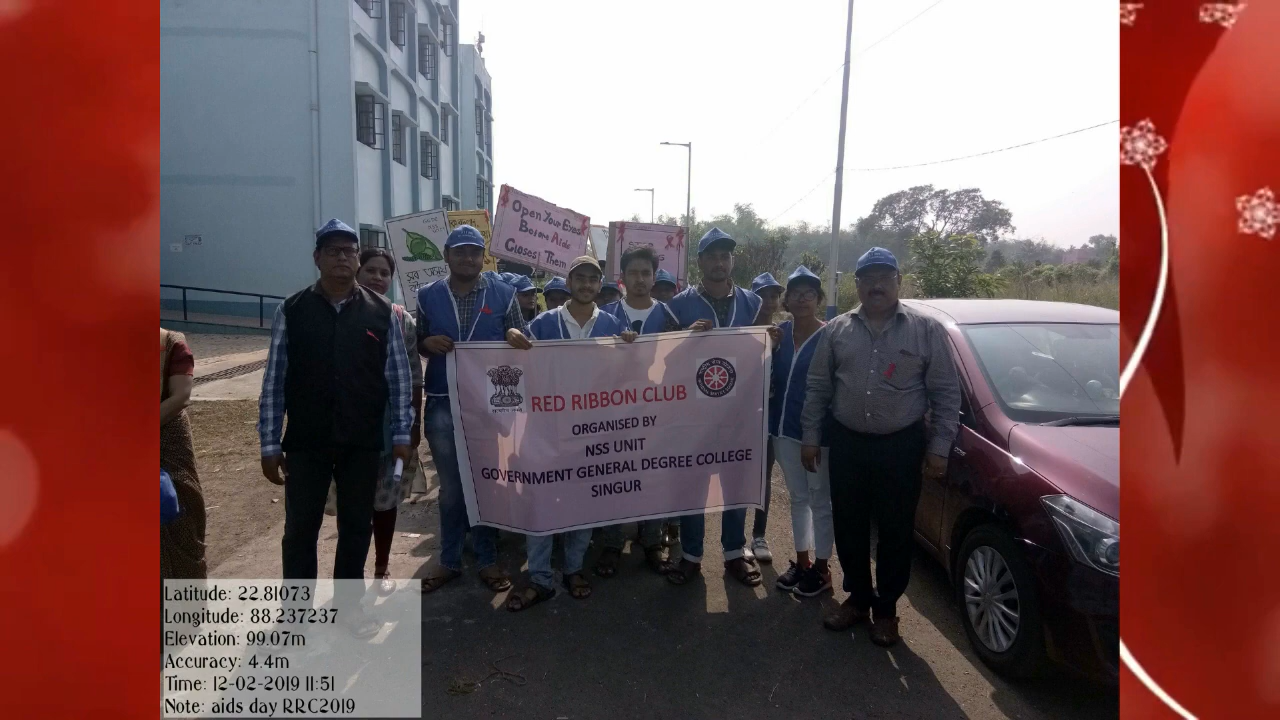 Open Your Eyes
Before Aids
Closes Them
RED RIBBON CLUB
ORGANISED BY
NSS UNIT
GOVERNMENT GENERAL DEGREE COLLEGE
SINGUR
Latitude: 22.81073
Longitude: 88.237237
Elevation: 99.07m
Accuracy: 4.4m
Time: 12-02-2019 11:51
Note: aids day RRC2019